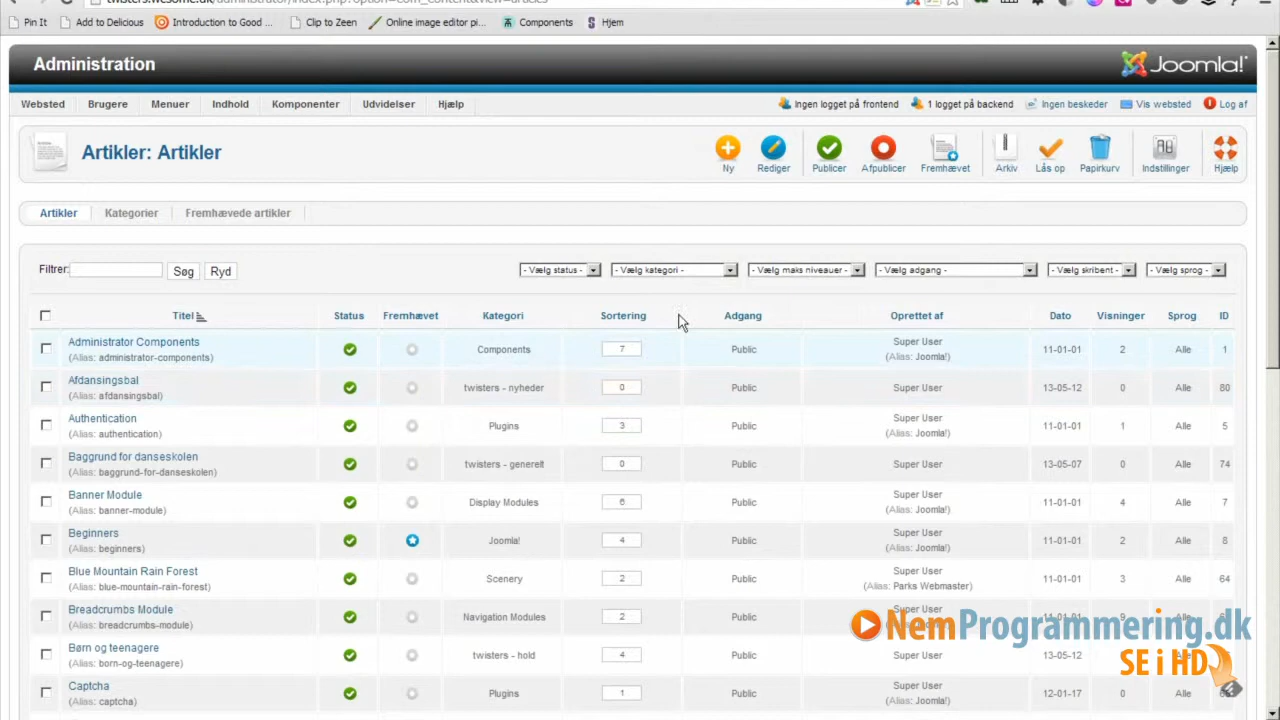 twisters.wesome.dk/administrator/index.php?option=com_content&view=articles
Pin It Add to Delicious Introduction to Good ... Clip to Zeen Online image editor pi... Components Hjem
Administration Joomla!
Websted Brugere Menuer Indhold Komponenter Udvidelser Hjælp Ingen logget på frontend 1 logget på backend Ingen beskeder Vis websted Log af
Artikler: Artikler
Ny Rediger Publicer Afpublicer Fremhævet Arkiv Lås op Papirkurv Indstillinger Hjælp
Artikler Kategorier Fremhævede artikler
Filtrer: Søg Ryd - Vælg status - - Vælg kategori - - Vælg maks niveauer - - Vælg adgang - - Vælg skribent - - Vælg sprog -
Titel Status Fremhævet Kategori Sortering Adgang Oprettet af Dato Visninger Sprog ID
Administrator Components
(Alias: administrator-components) Components 7 Public Super User
(Alias: Joomla!) 11-01-01 2 Alle 1
Afdansingsbal
(Alias: afdansingsbal) twisters - nyheder 0 Public Super User 13-05-12 0 Alle 80
Authentication
(Alias: authentication) Plugins 3 Public Super User
(Alias: Joomla!) 11-01-01 1 Alle 5
Baggrund for danseskolen
(Alias: baggrund-for-danseskolen) twisters - generelt 0 Public Super User 13-05-07 0 Alle 74
Banner Module
(Alias: banner-module) Display Modules 6 Public Super User
(Alias: Joomla!) 11-01-01 4 Alle 7
Beginners
(Alias: beginners) Joomla! 4 Public Super User
(Alias: Joomla!) 11-01-01 2 Alle 8
Blue Mountain Rain Forest
(Alias: blue-mountain-rain-forest) Scenery 2 Public Super User
(Alias: Parks Webmaster) 11-01-01 3 Alle 64
Breadcrumbs Module
(Alias: breadcrumbs-module) Navigation Modules 2 Public Super User
NemProgrammering.dk
SE i HD
Børn og teenagere
(Alias: born-og-teenagere) twisters - hold 4 Public Super User 13-05-12
Captcha
(Alias: captcha) Plugins 1 Public Super User
(Alias: Joomla!) 12-01-17 0 Alle